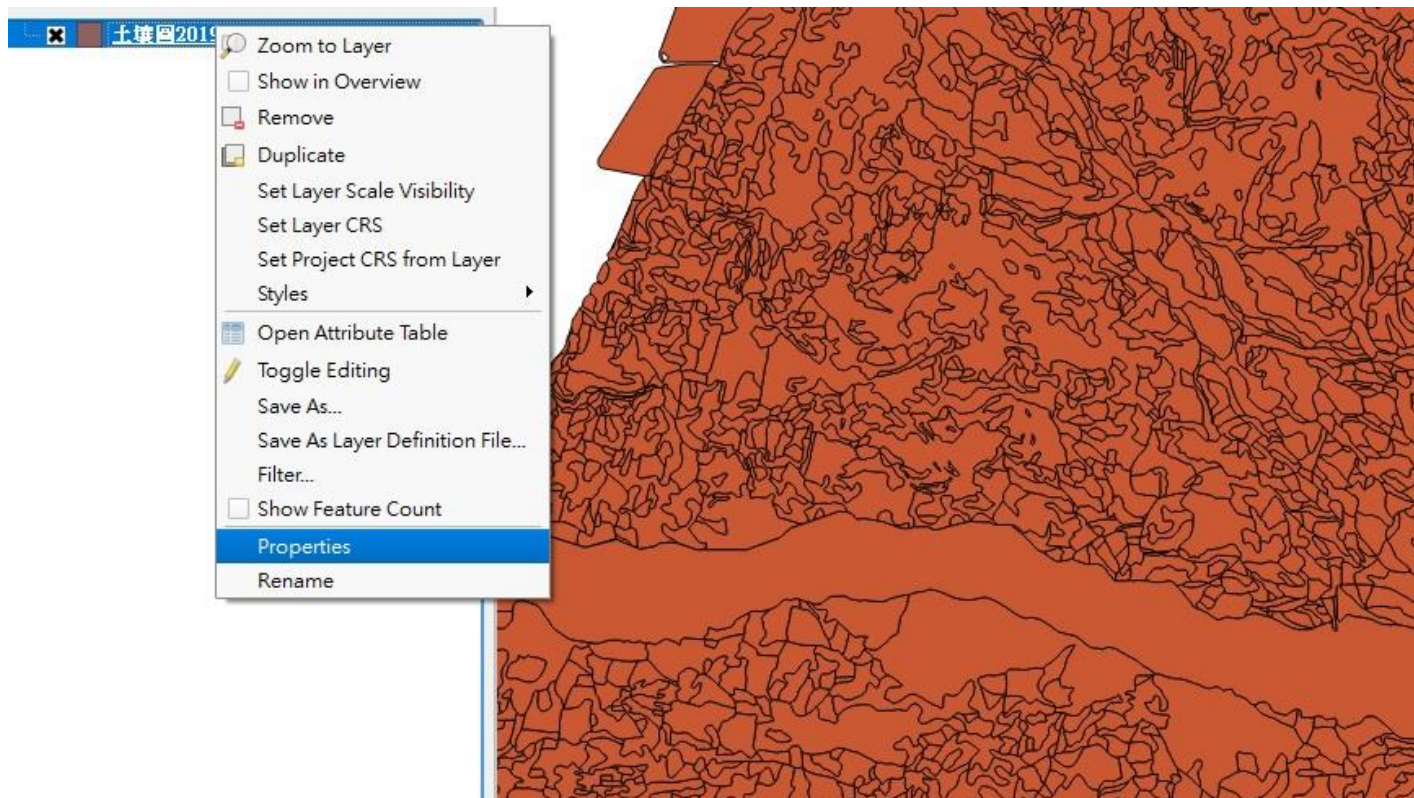 土壤圖2019
Zoom to Layer
Show in Overview
Remove
Duplicate
Set Layer Scale Visibility
Set Layer CRS
Set Project CRS from Layer
Styles
Open Attribute Table
Toggle Editing
Save As...
Save As Layer Definition File...
Filter...
Show Feature Count
Properties
Rename